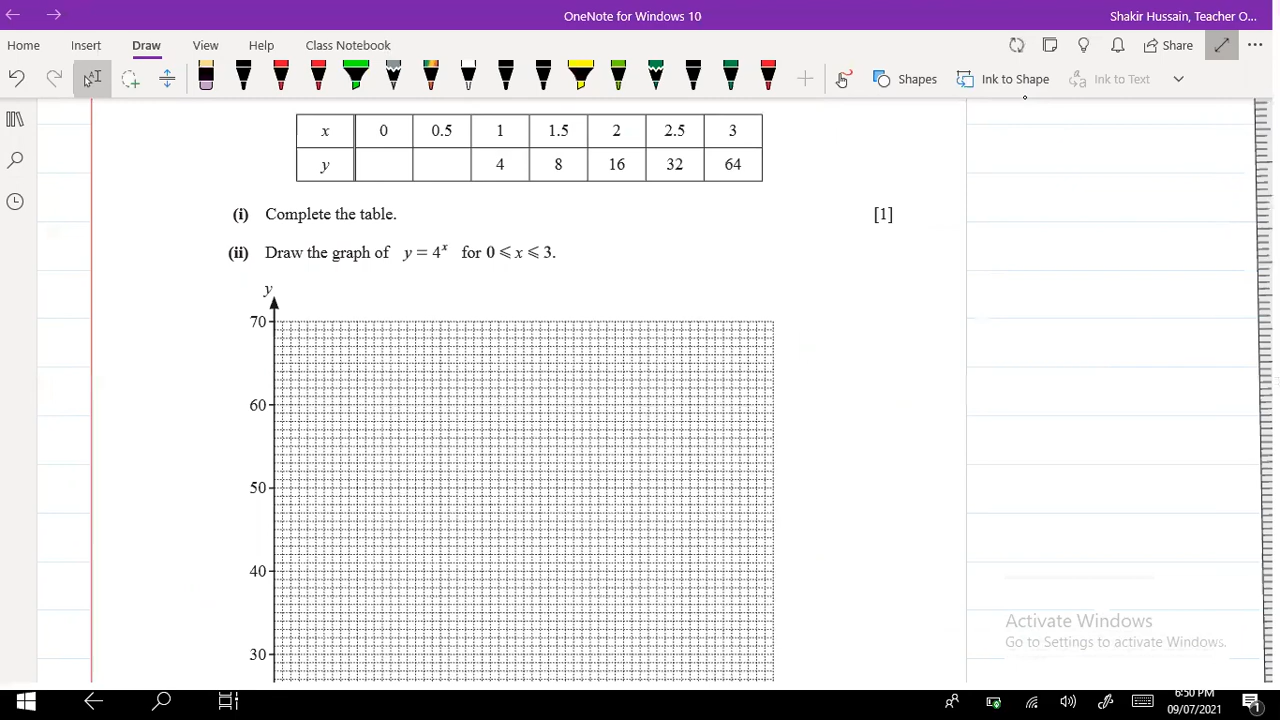 OneNote for Windows 10
Shakir Hussain, Teacher O...
Home Insert Draw View Help Class Notebook
Share
Shapes Ink to Shape Ink to Text
x 0 0.5 1 1.5 2 2.5 3
y 4 8 16 32 64
(i) Complete the table. [1]
(ii) Draw the graph of y = 4ˣ for 0 ⩽ x ⩽ 3.
y
70
60
50
40
30
Activate Windows
Go to Settings to activate Windows.
6:50 PM
09/07/2021
1